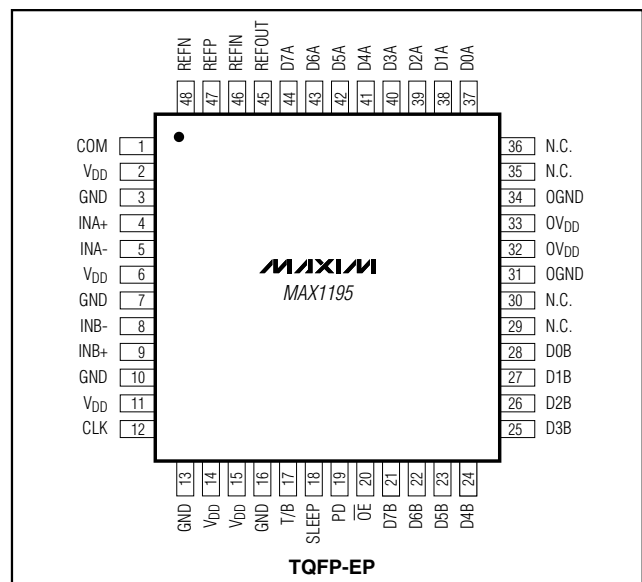 REFN REFP REFIN REFOUT D7A D6A D5A D4A D3A D2A D1A D0A
48 47 46 45 44 43 42 41 40 39 38 37
COM 1
VDD 2
GND 3
INA+ 4
INA- 5
VDD 6
GND 7
INB- 8
INB+ 9
GND 10
VDD 11
CLK 12
MAXIM
MAX1195
36 N.C.
35 N.C.
34 OGND
33 OVDD
32 OVDD
31 OGND
30 N.C.
29 N.C.
28 D0B
27 D1B
26 D2B
25 D3B
13 14 15 16 17 18 19 20 21 22 23 24
GND VDD VDD GND T/B SLEEP PD OE D7B D6B D5B D4B
TQFP-EP